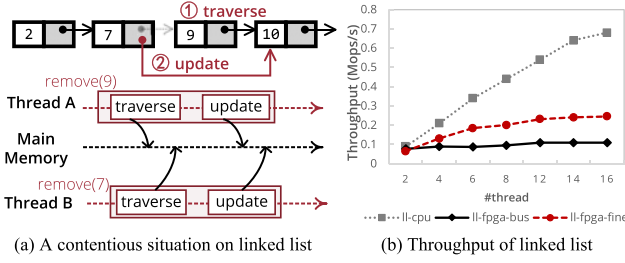 ① traverse
2
7
9
10
② update
remove(9)
Thread A
traverse
update
Main
Memory
remove(7)
Thread B
traverse
update
(a) A contentious situation on linked list
Throughput (Mops/s)
0.8
0.7
0.6
0.5
0.4
0.3
0.2
0.1
0
2
4
6
8
12
14
16
#thread
ll-cpu
ll-fpga-bus
ll-fpga-fine
(b) Throughput of linked list